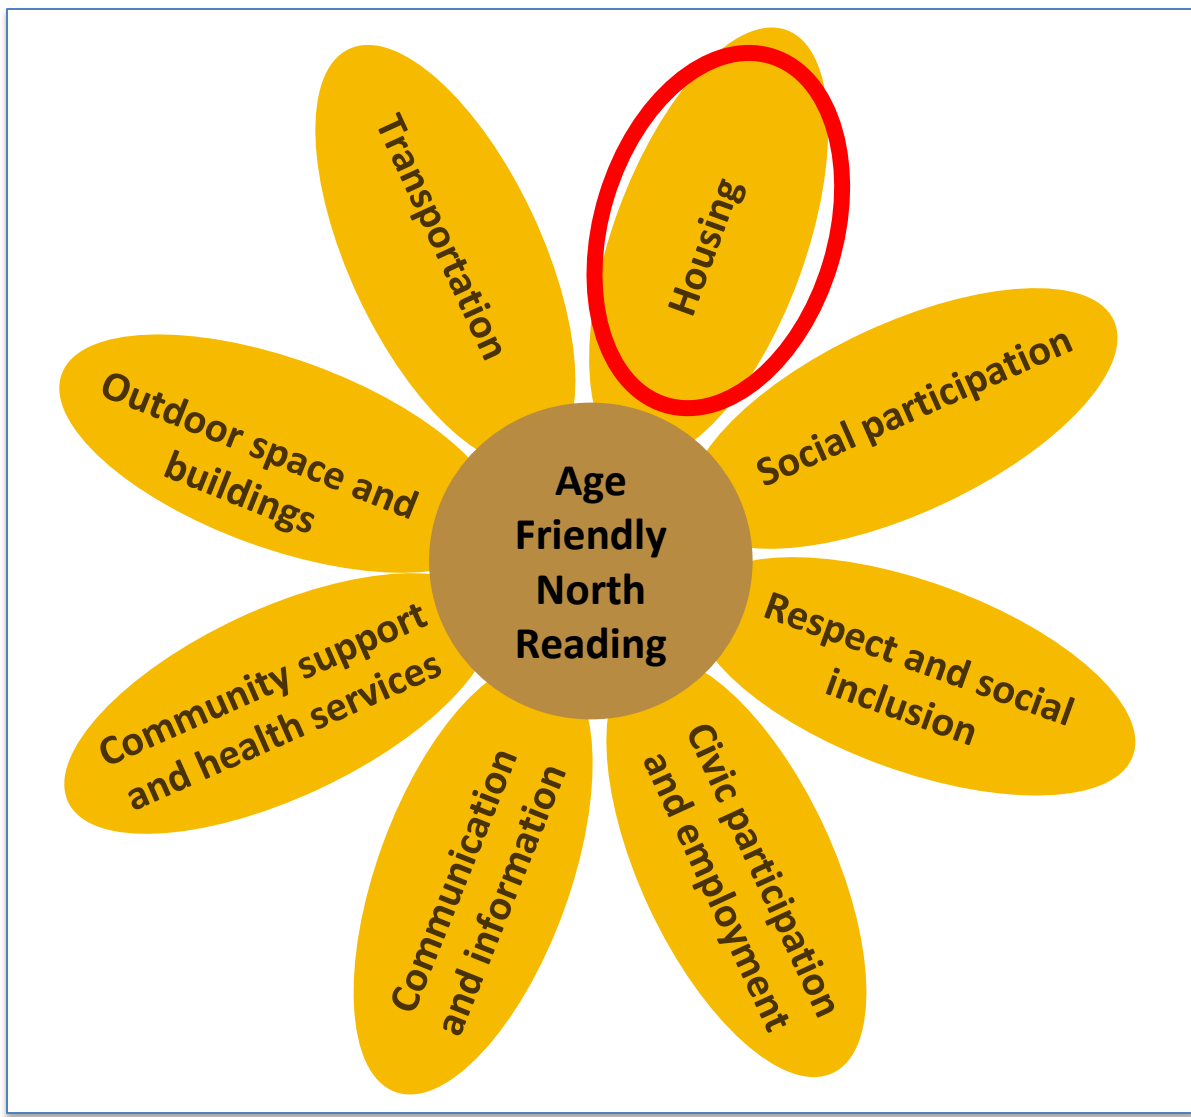 Transportation
Housing
Social participation
Outdoor space and
buildings
Age
Friendly
North
Reading
Respect and social
inclusion
Community support
and health services
Communication
and information
Civic participation
and employment